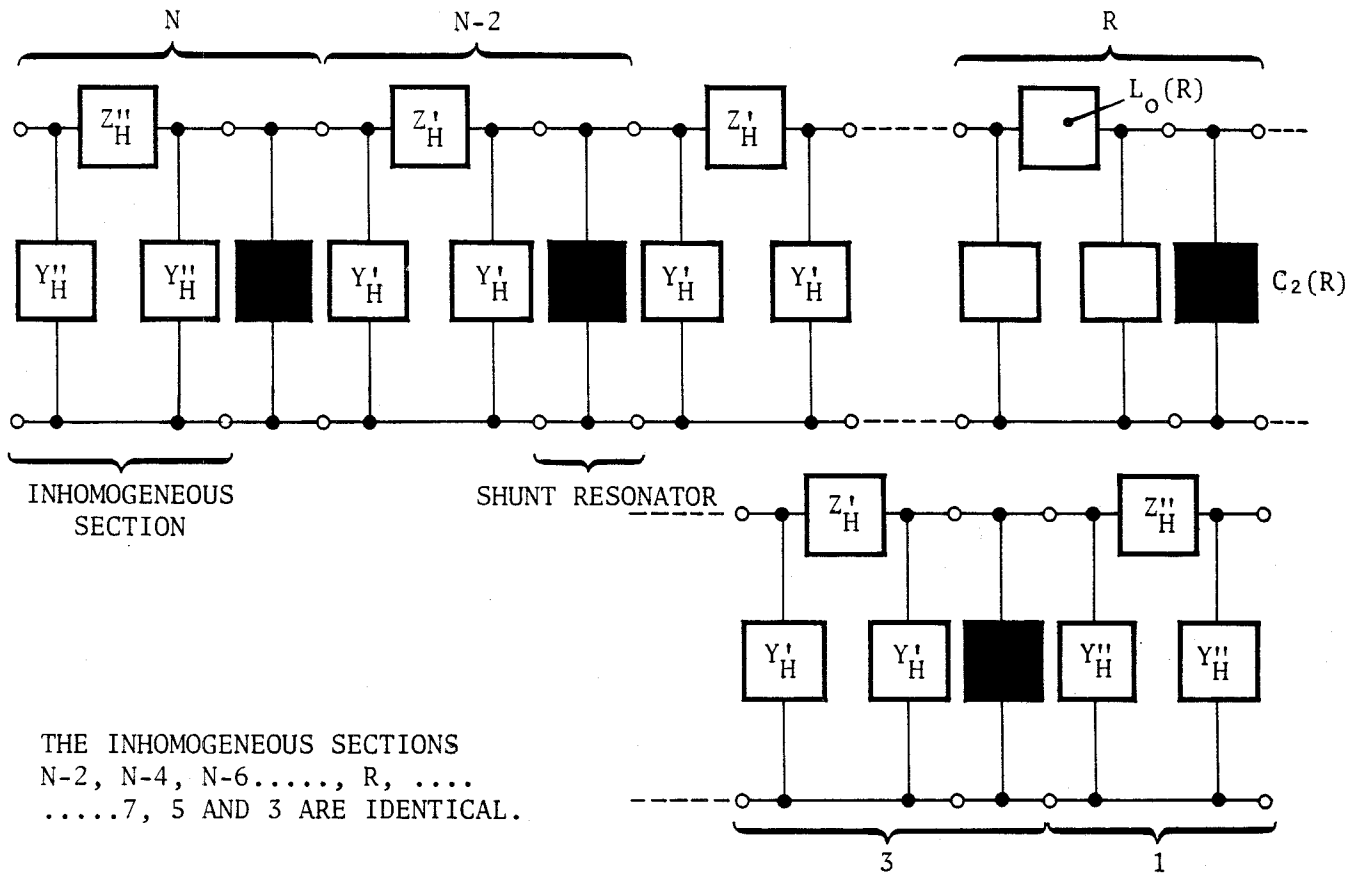 N
N-2
R
Z''H
Z'H
Z'H
Lo(R)
Y''H
Y''H
Y'H
Y'H
Y'H
Y'H
C2(R)
INHOMOGENEOUS
SECTION
SHUNT RESONATOR
Z'H
Z''H
Y'H
Y'H
Y''H
Y''H
THE INHOMOGENEOUS SECTIONS
N-2, N-4, N-6....., R, ....
.....7, 5 AND 3 ARE IDENTICAL.
3
1